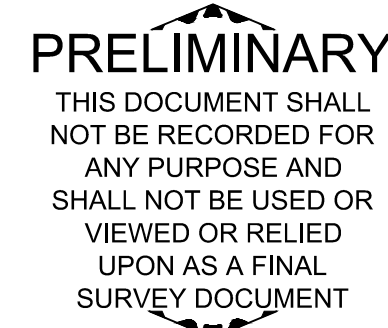 PRELIMINARY
THIS DOCUMENT SHALL
NOT BE RECORDED FOR
ANY PURPOSE AND
SHALL NOT BE USED OR
VIEWED OR RELIED
UPON AS A FINAL
SURVEY DOCUMENT